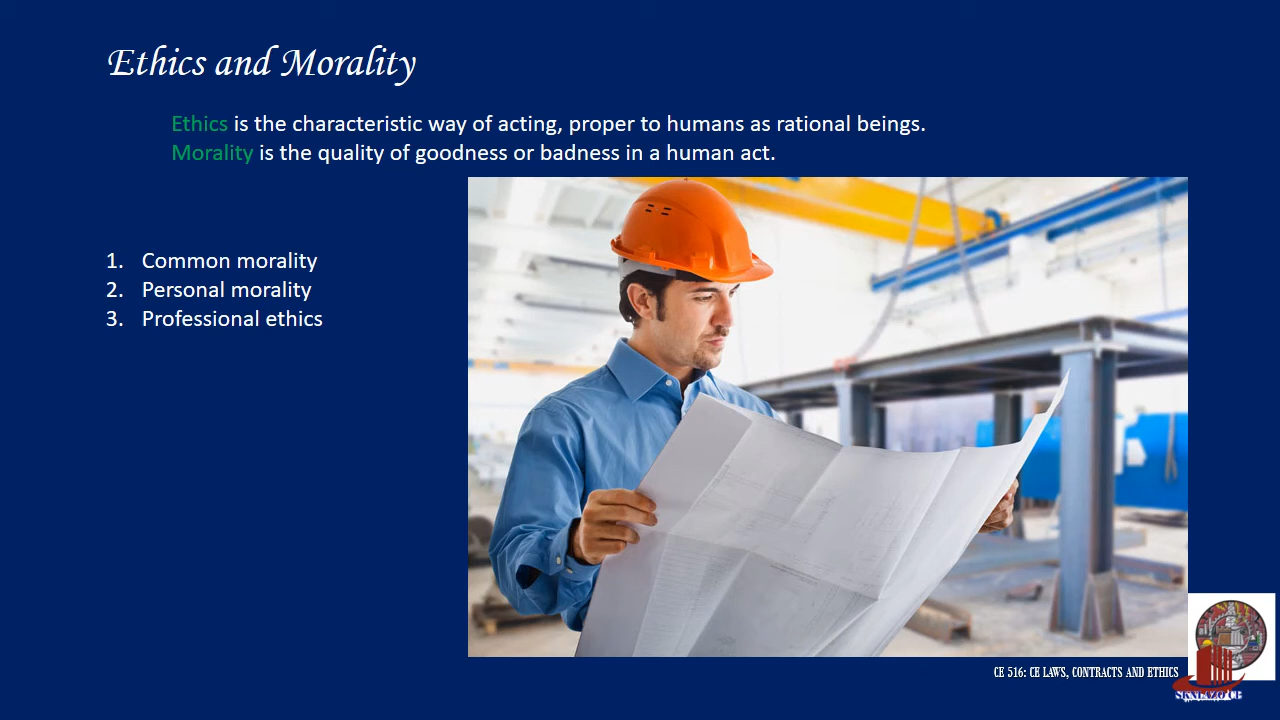 Ethics and Morality
Ethics is the characteristic way of acting, proper to humans as rational beings.
Morality is the quality of goodness or badness in a human act.
1. Common morality
2. Personal morality
3. Professional ethics
CE 516: CE LAWS, CONTRACTS AND ETHICS